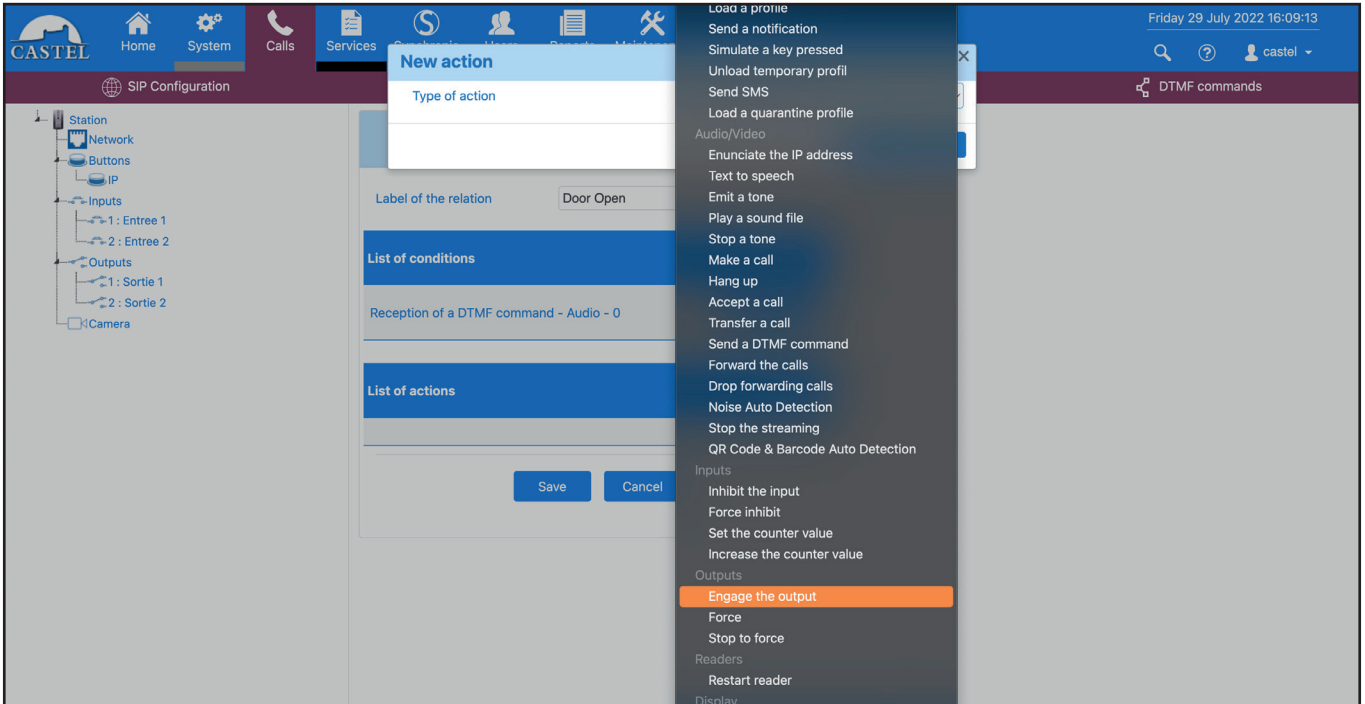 CASTEL
Home
System
Calls
Services
Friday 29 July 2022 16:09:13
castel
SIP Configuration
DTMF commands
Station
Network
Buttons
IP
Inputs
1 : Entree 1
2 : Entree 2
Outputs
1 : Sortie 1
2 : Sortie 2
Camera
New action
Type of action
Label of the relation
Door Open
List of conditions
Reception of a DTMF command - Audio - 0
List of actions
Save
Cancel
Load a profile
Send a notification
Simulate a key pressed
Unload temporary profil
Send SMS
Load a quarantine profile
Audio/Video
Enunciate the IP address
Text to speech
Emit a tone
Play a sound file
Stop a tone
Make a call
Hang up
Accept a call
Transfer a call
Send a DTMF command
Forward the calls
Drop forwarding calls
Noise Auto Detection
Stop the streaming
QR Code & Barcode Auto Detection
Inputs
Inhibit the input
Force inhibit
Set the counter value
Increase the counter value
Outputs
Engage the output
Force
Stop to force
Readers
Restart reader
Display